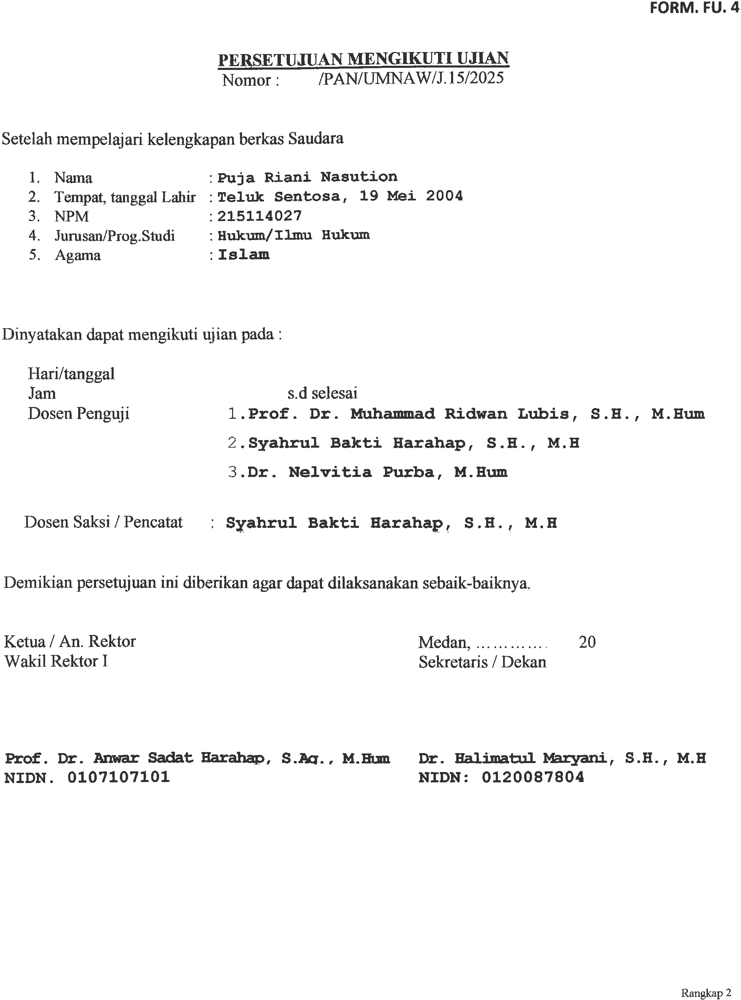 FORM. FU. 4
PERSETUJUAN MENGIKUTI UJIAN
Nomor : /PAN/UMNAW/J.15/2025
Setelah mempelajari kelengkapan berkas Saudara
1. Nama : Puja Riani Nasution
2. Tempat, tanggal Lahir : Teluk Sentosa, 19 Mei 2004
3. NPM : 215114027
4. Jurusan/Prog.Studi : Hukum/Ilmu Hukum
5. Agama : Islam
Dinyatakan dapat mengikuti ujian pada :
Hari/tanggal
Jam s.d selesai
Dosen Penguji 1.Prof. Dr. Muhammad Ridwan Lubis, S.H., M.Hum
2.Syahrul Bakti Harahap, S.H., M.H
3.Dr. Nelvitia Purba, M.Hum
Dosen Saksi / Pencatat : Syahrul Bakti Harahap, S.H., M.H
Demikian persetujuan ini diberikan agar dapat dilaksanakan sebaik-baiknya.
Ketua / An. Rektor Medan, ............. 20
Wakil Rektor I Sekretaris / Dekan
Prof. Dr. Anwar Sadat Harahap, S.Ag., M.Hum Dr. Halimatul Maryani, S.H., M.H
NIDN. 0107107101 NIDN: 0120087804
Rangkap 2